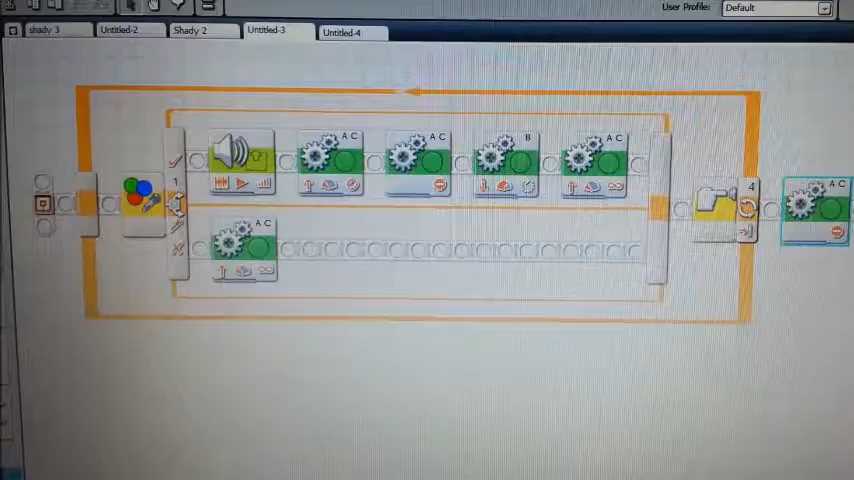 User Profile: Default
shady 3 Untitled-2 Shady 2 Untitled-3 Untitled-4
A C A C B A C
1 4 A C
A C